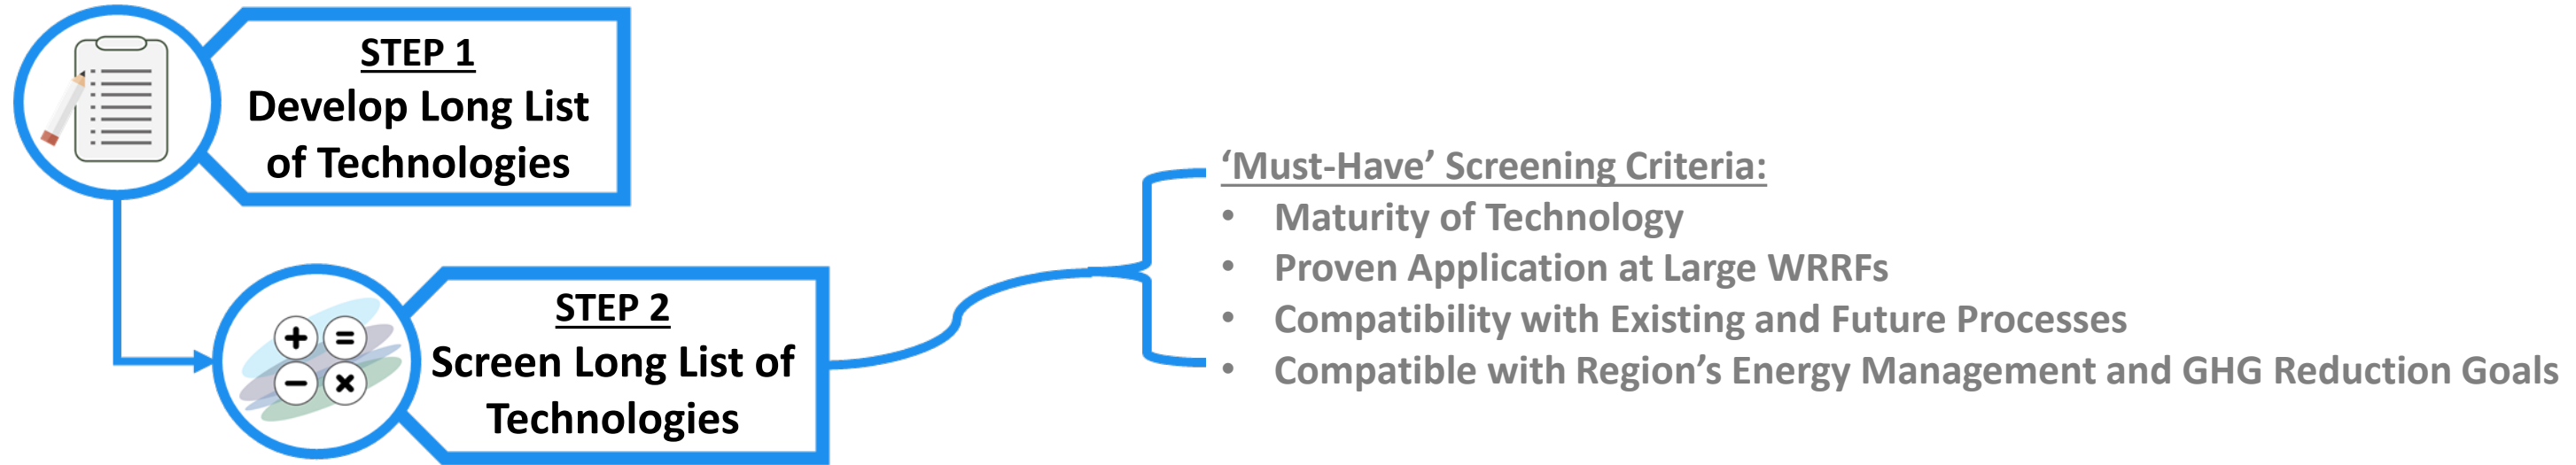 STEP 1
Develop Long List
of Technologies
STEP 2
Screen Long List of
Technologies
‘Must-Have’ Screening Criteria:
• Maturity of Technology
• Proven Application at Large WRRFs
• Compatibility with Existing and Future Processes
• Compatible with Region’s Energy Management and GHG Reduction Goals